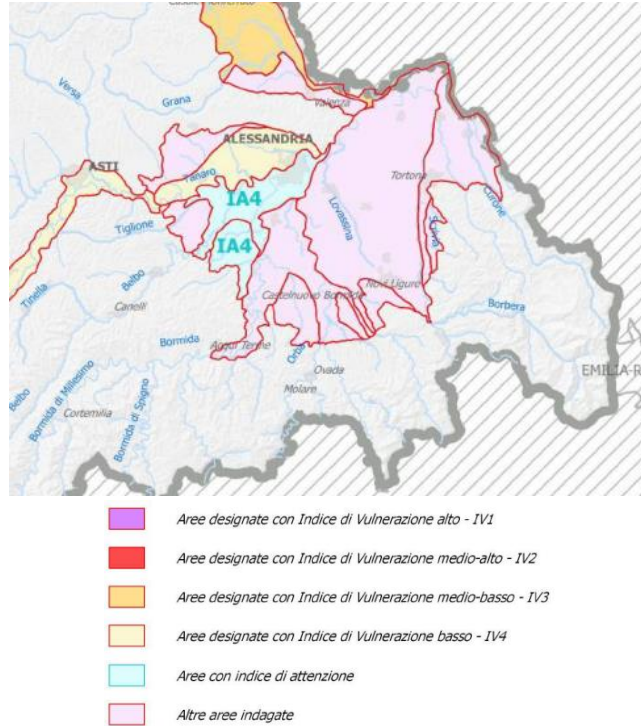 Versa
Grana
Valenza
ALESSANDRIA
ASTI
Tanaro
Tortona
IA4
Curone
Lovassina
Scrivia
Tiglione
IA4
Belbo
Tinella
Canelli
Castelnuovo Bormida
Novi Ligure
Borbera
Bormida
Acqui Terme
Orba
Ovada
EMILIA-R
Molare
Belbo
Bormida di Millesimo
Bormida di Spigno
Cortemilia
Aree designate con Indice di Vulnerazione alto - IV1
Aree designate con Indice di Vulnerazione medio-alto - IV2
Aree designate con Indice di Vulnerazione medio-basso - IV3
Aree designate con Indice di Vulnerazione basso - IV4
Aree con indice di attenzione
Altre aree indagate